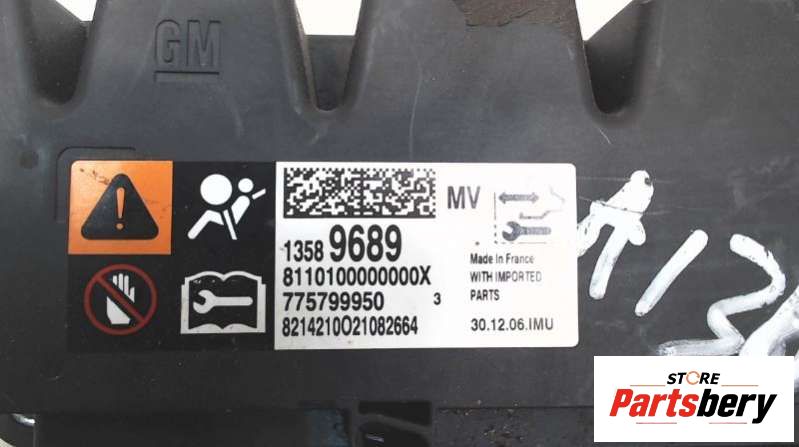 GM
MV
1358 9689
8110100000000X
775799950 3
8214210O21082664
Made in France
WITH IMPORTED
PARTS
30.12.06.IMU
STORE
Partsbery